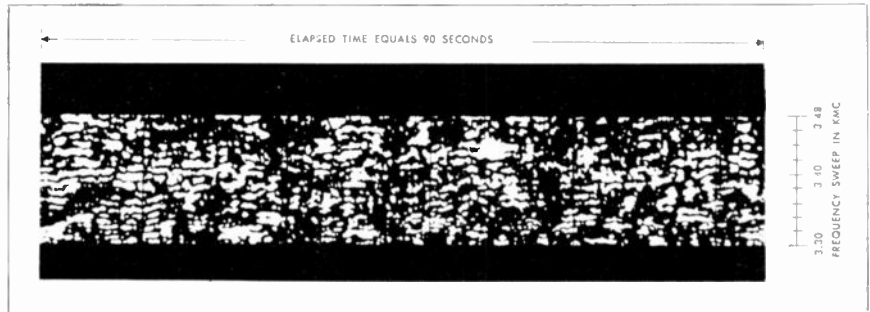 ELAPSED TIME EQUALS 90 SECONDS
3.48
3.40
3.30
FREQUENCY SWEEP IN KMC